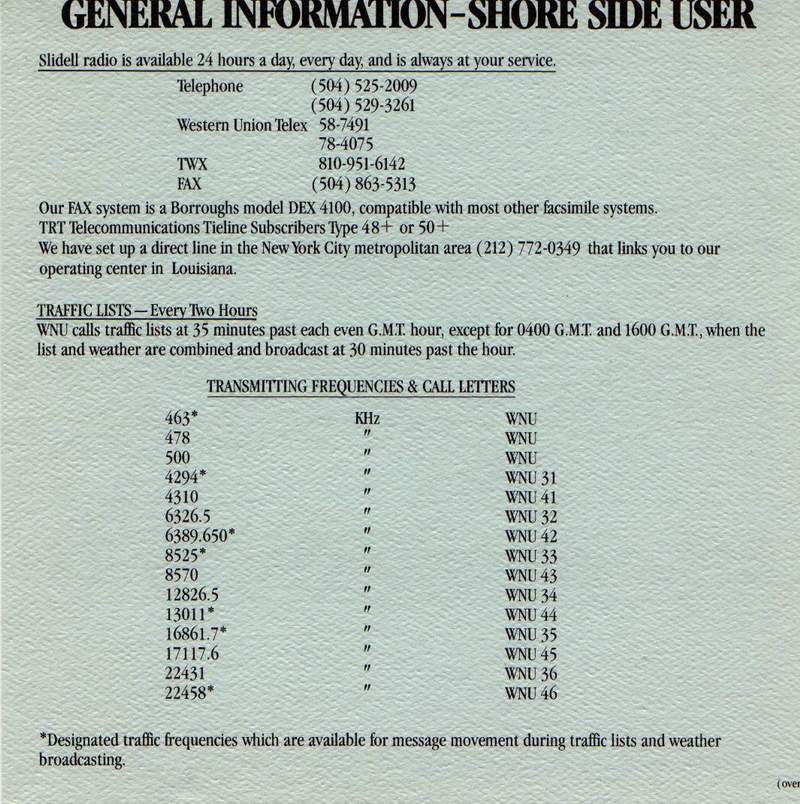 GENERAL INFORMATION–SHORE SIDE USER
Slidell radio is available 24 hours a day, every day, and is always at your service.
Telephone (504) 525-2009
(504) 529-3261
Western Union Telex 58-7491
78-4075
TWX 810-951-6142
FAX (504) 863-5313
Our FAX system is a Borroughs model DEX 4100, compatible with most other facsimile systems.
TRT Telecommunications Tieline Subscribers Type 48+ or 50+
We have set up a direct line in the New York City metropolitan area (212) 772-0349 that links you to our
operating center in Louisiana.
TRAFFIC LISTS — Every Two Hours
WNU calls traffic lists at 35 minutes past each even G.M.T. hour, except for 0400 G.M.T. and 1600 G.M.T., when the
list and weather are combined and broadcast at 30 minutes past the hour.
TRANSMITTING FREQUENCIES & CALL LETTERS
463* KHz WNU
478 " WNU
500 " WNU
4294* " WNU 31
4310 " WNU 41
6326.5 " WNU 32
6389.650* " WNU 42
8525* " WNU 33
8570 " WNU 43
12826.5 " WNU 34
13011* " WNU 44
16861.7* " WNU 35
17117.6 " WNU 45
22431 " WNU 36
22458* " WNU 46
*Designated traffic frequencies which are available for message movement during traffic lists and weather
broadcasting.
(over